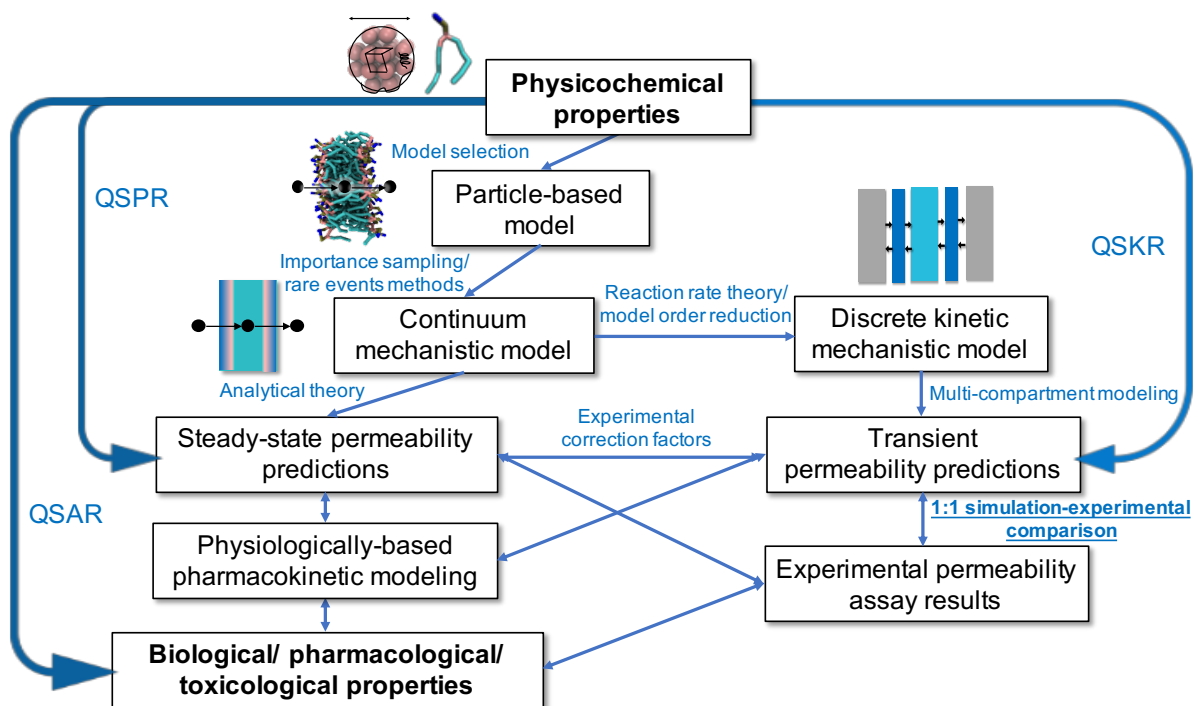 Physicochemical
properties
Model selection
QSPR
Particle-based
model
QSKR
Importance sampling/
rare events methods
Reaction rate theory/
model order reduction
Continuum
mechanistic model
Discrete kinetic
mechanistic model
Analytical theory
Multi-compartment modeling
Steady-state permeability
predictions
Experimental
correction factors
Transient
permeability predictions
QSAR
1:1 simulation-experimental
comparison
Physiologically-based
pharmacokinetic modeling
Experimental permeability
assay results
Biological/ pharmacological/
toxicological properties